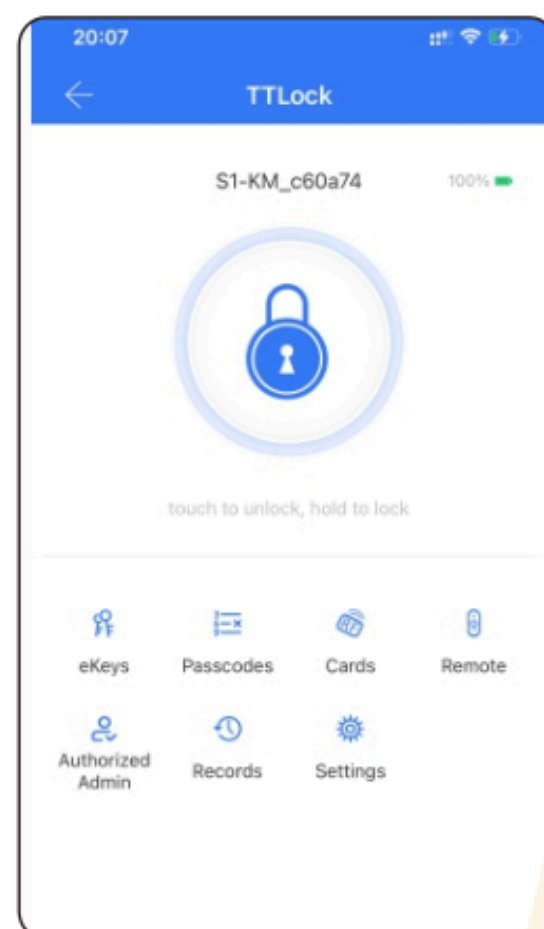 20:07
TTLock
S1-KM_c60a74
100%
touch to unlock, hold to lock
eKeys
Passcodes
Cards
Remote
Authorized
Admin
Records
Settings